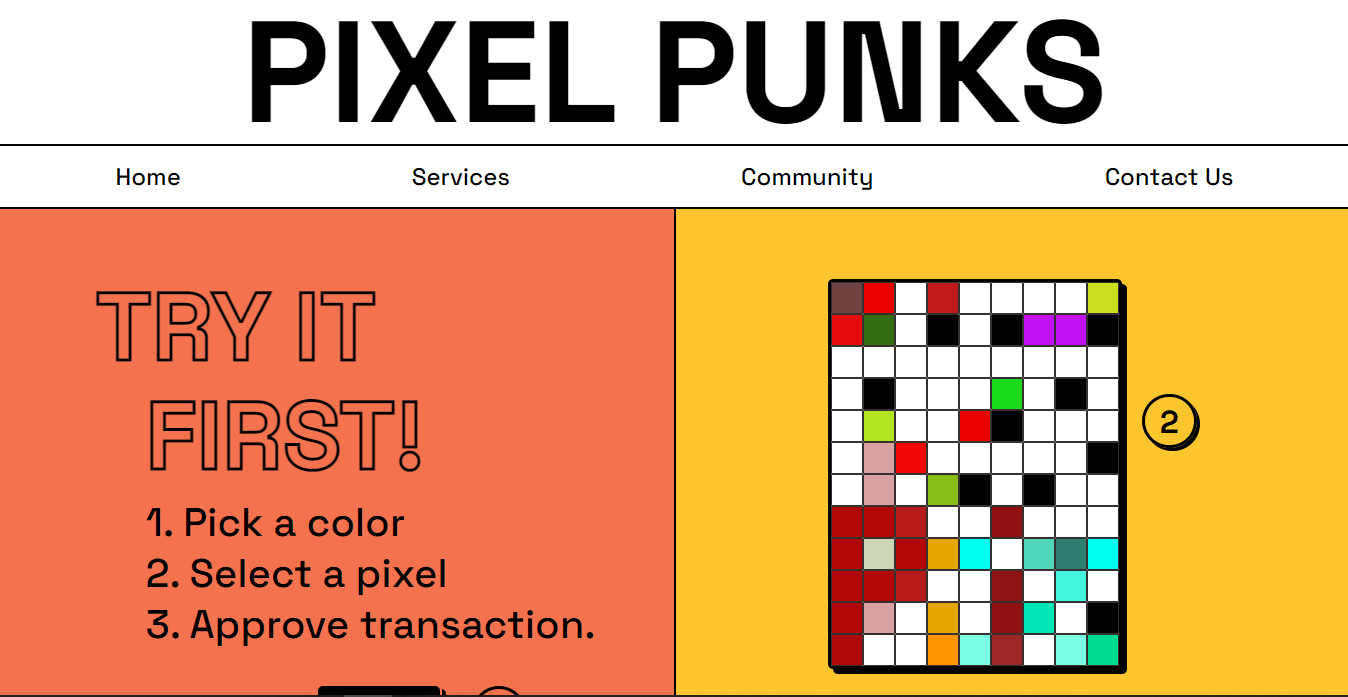 PIXEL PUNKS
Home
Services
Community
Contact Us
TRY IT
FIRST!
1. Pick a color
2. Select a pixel
3. Approve transaction.
2